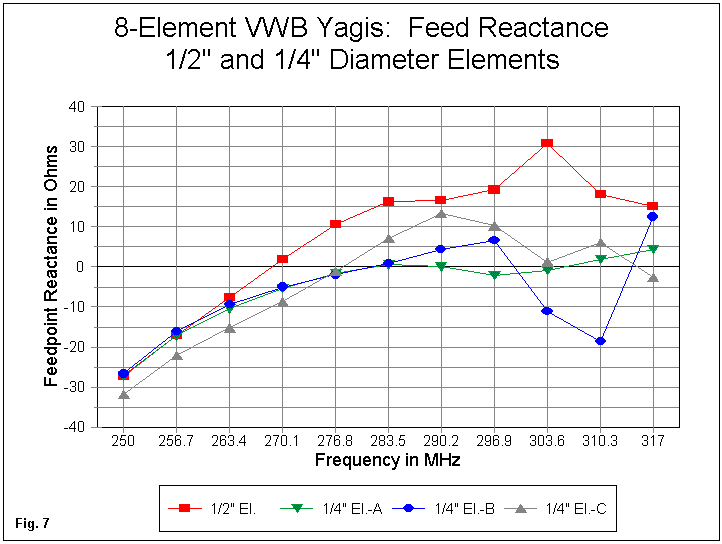 8-Element VWB Yagis:  Feed Reactance
1/2" and 1/4" Diameter Elements
Feedpoint Reactance in Ohms
40
30
20
10
0
-10
-20
-30
-40
250 256.7 263.4 270.1 276.8 283.5 290.2 296.9 303.6 310.3 317
Frequency in MHz
1/2" El. 1/4" El.-A 1/4" El.-B 1/4" El.-C
Fig. 7